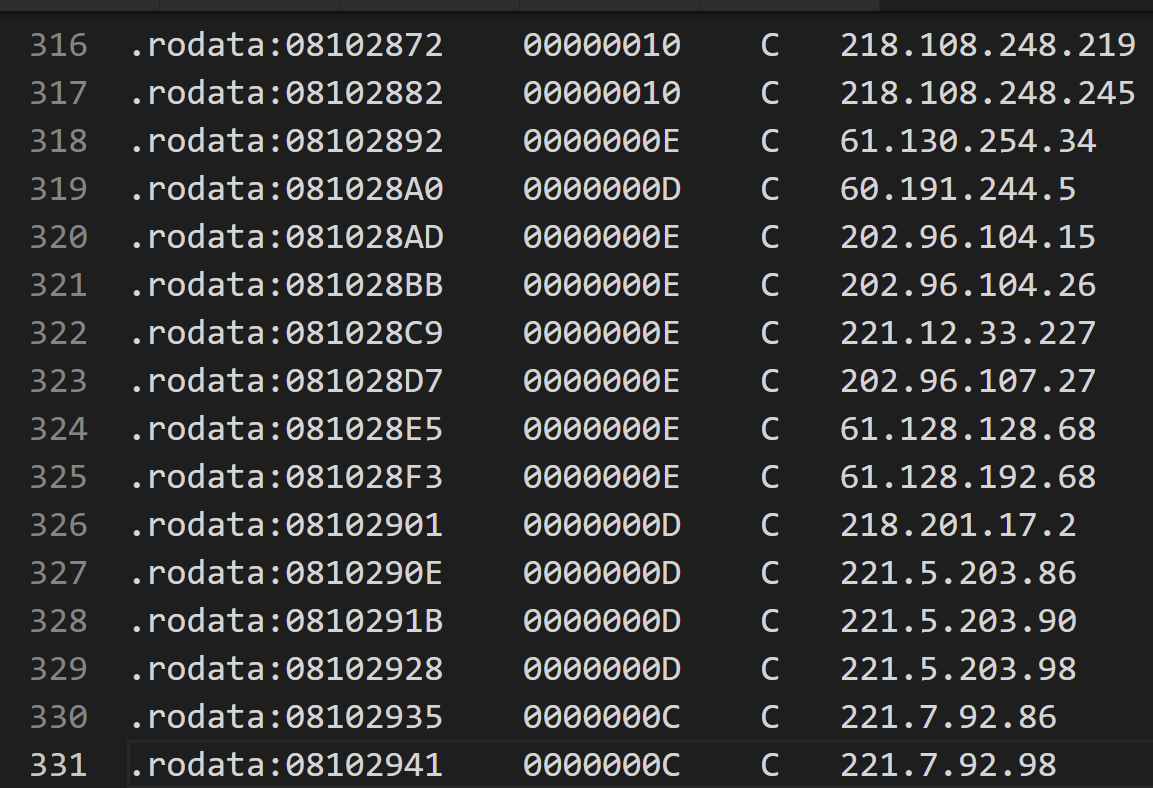 316 .rodata:08102872 00000010 C 218.108.248.219
317 .rodata:08102882 00000010 C 218.108.248.245
318 .rodata:08102892 0000000E C 61.130.254.34
319 .rodata:081028A0 0000000D C 60.191.244.5
320 .rodata:081028AD 0000000E C 202.96.104.15
321 .rodata:081028BB 0000000E C 202.96.104.26
322 .rodata:081028C9 0000000E C 221.12.33.227
323 .rodata:081028D7 0000000E C 202.96.107.27
324 .rodata:081028E5 0000000E C 61.128.128.68
325 .rodata:081028F3 0000000E C 61.128.192.68
326 .rodata:08102901 0000000D C 218.201.17.2
327 .rodata:0810290E 0000000D C 221.5.203.86
328 .rodata:0810291B 0000000D C 221.5.203.90
329 .rodata:08102928 0000000D C 221.5.203.98
330 .rodata:08102935 0000000C C 221.7.92.86
331 .rodata:08102941 0000000C C 221.7.92.98